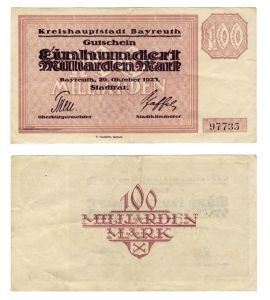 Kreishauptstadt Bayreuth
Gutschein
100
Einhundert
Milliarden Mark
Bayreuth, 29. Oktober 1923.
Stadtrat.
Oberbürgermeister
Stadtkämmerer
97735
100
MILLIARDEN
MARK